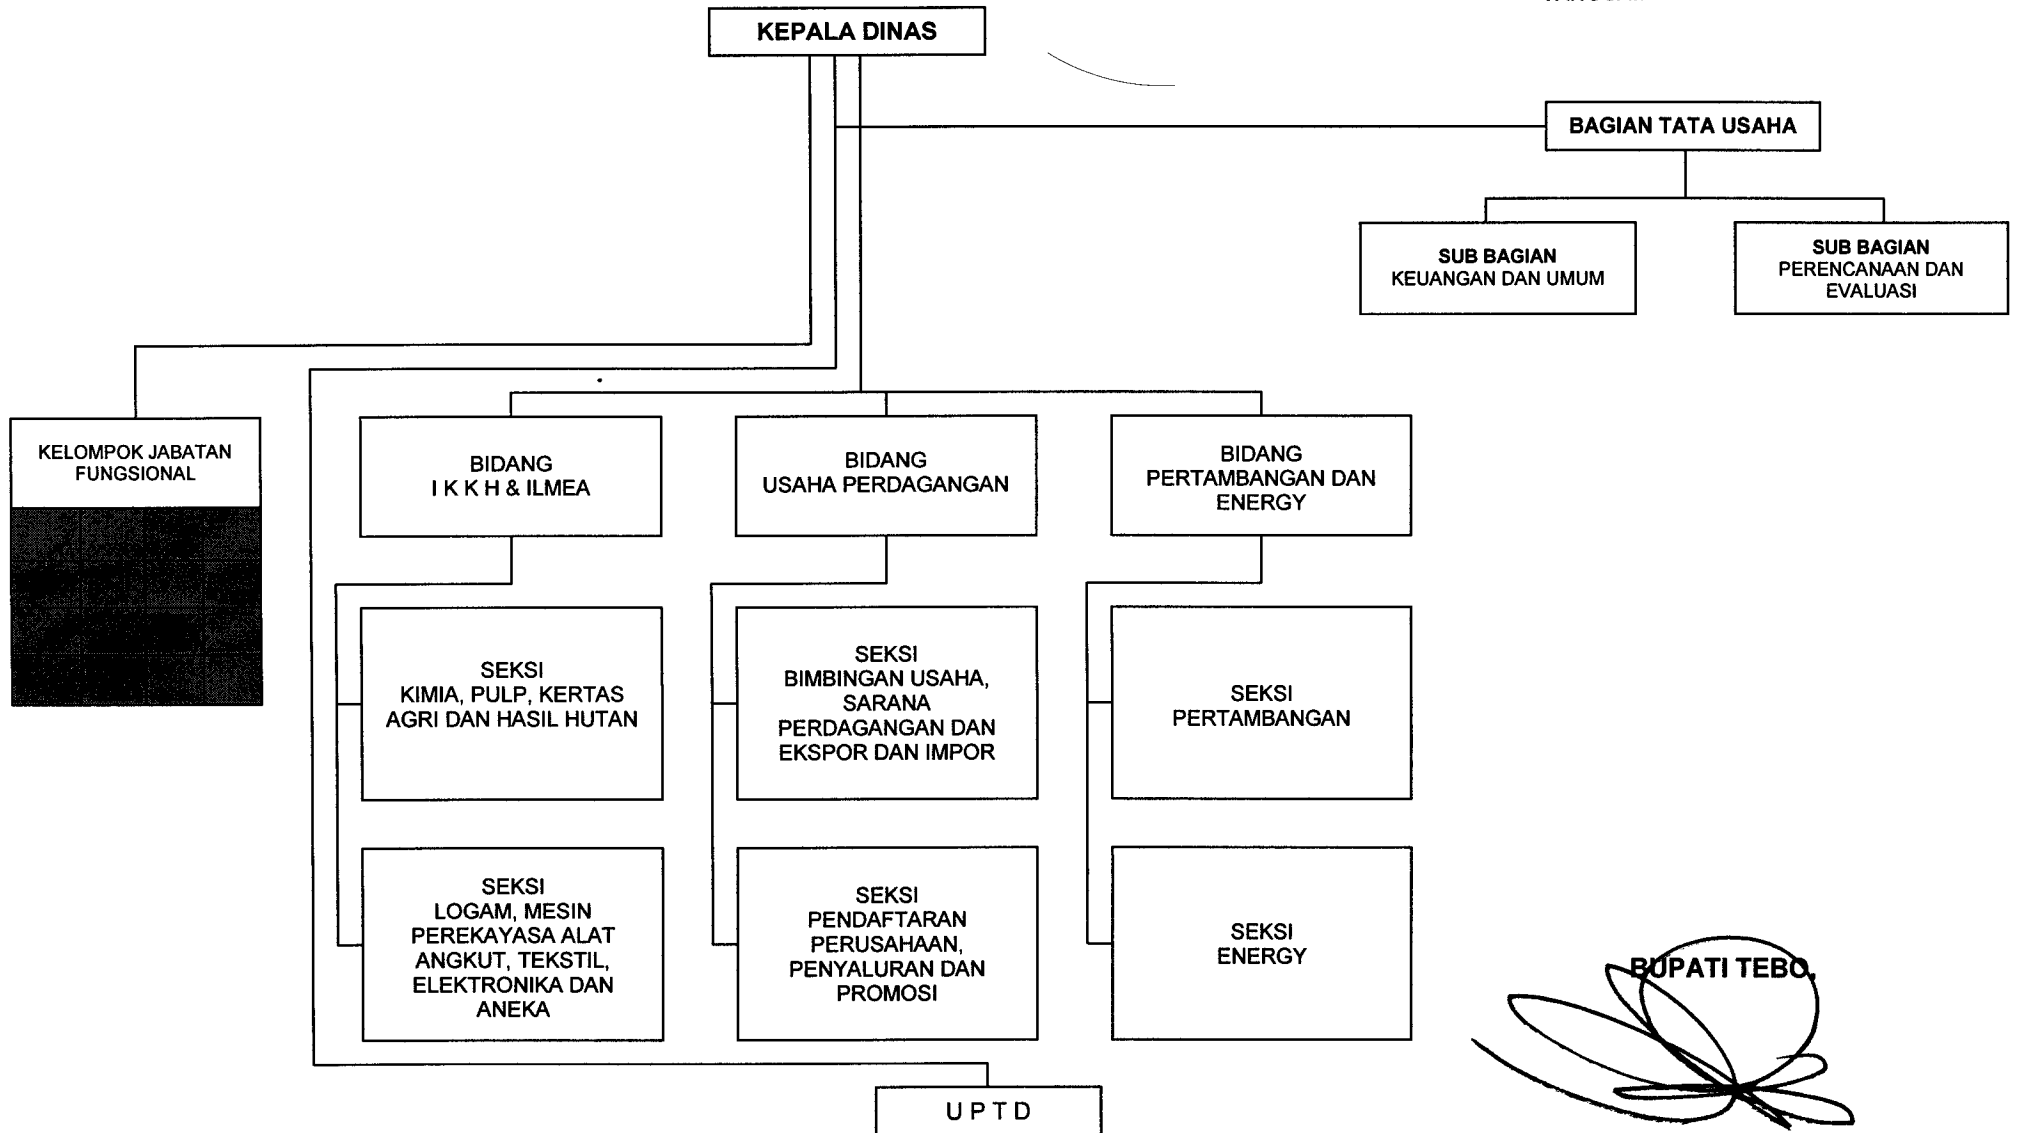 KEPALA DINAS
BAGIAN TATA USAHA
SUB BAGIAN
KEUANGAN DAN UMUM
SUB BAGIAN
PERENCANAAN DAN
EVALUASI
KELOMPOK JABATAN
FUNGSIONAL
BIDANG
I K K H & ILMEA
BIDANG
USAHA PERDAGANGAN
BIDANG
PERTAMBANGAN DAN
ENERGY
SEKSI
KIMIA, PULP, KERTAS
AGRI DAN HASIL HUTAN
SEKSI
BIMBINGAN USAHA,
SARANA
PERDAGANGAN DAN
EKSPOR DAN IMPOR
SEKSI
PERTAMBANGAN
SEKSI
LOGAM, MESIN
PEREKAYASA ALAT
ANGKUT, TEKSTIL,
ELEKTRONIKA DAN
ANEKA
SEKSI
PENDAFTARAN
PERUSAHAAN,
PENYALURAN DAN
PROMOSI
SEKSI
ENERGY
BUPATI TEBO,
U P T D